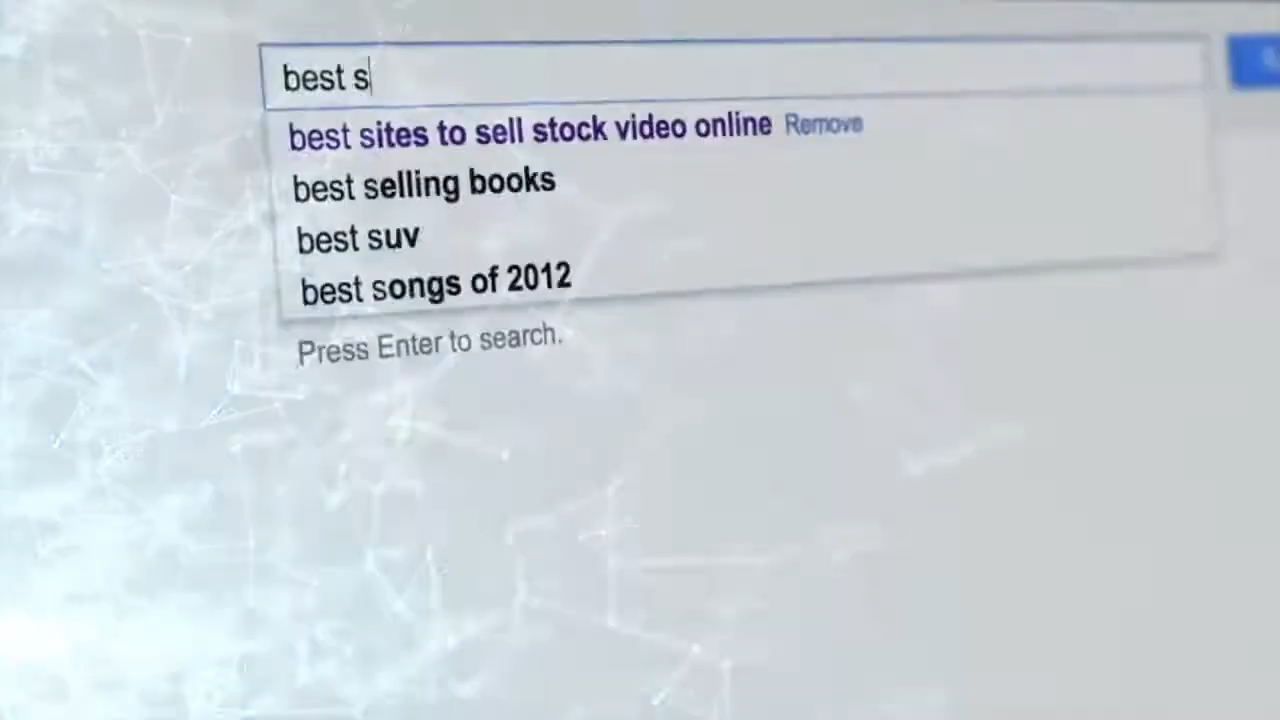 best s
best sites to sell stock video online Remove
best selling books
best suv
best songs of 2012
Press Enter to search.